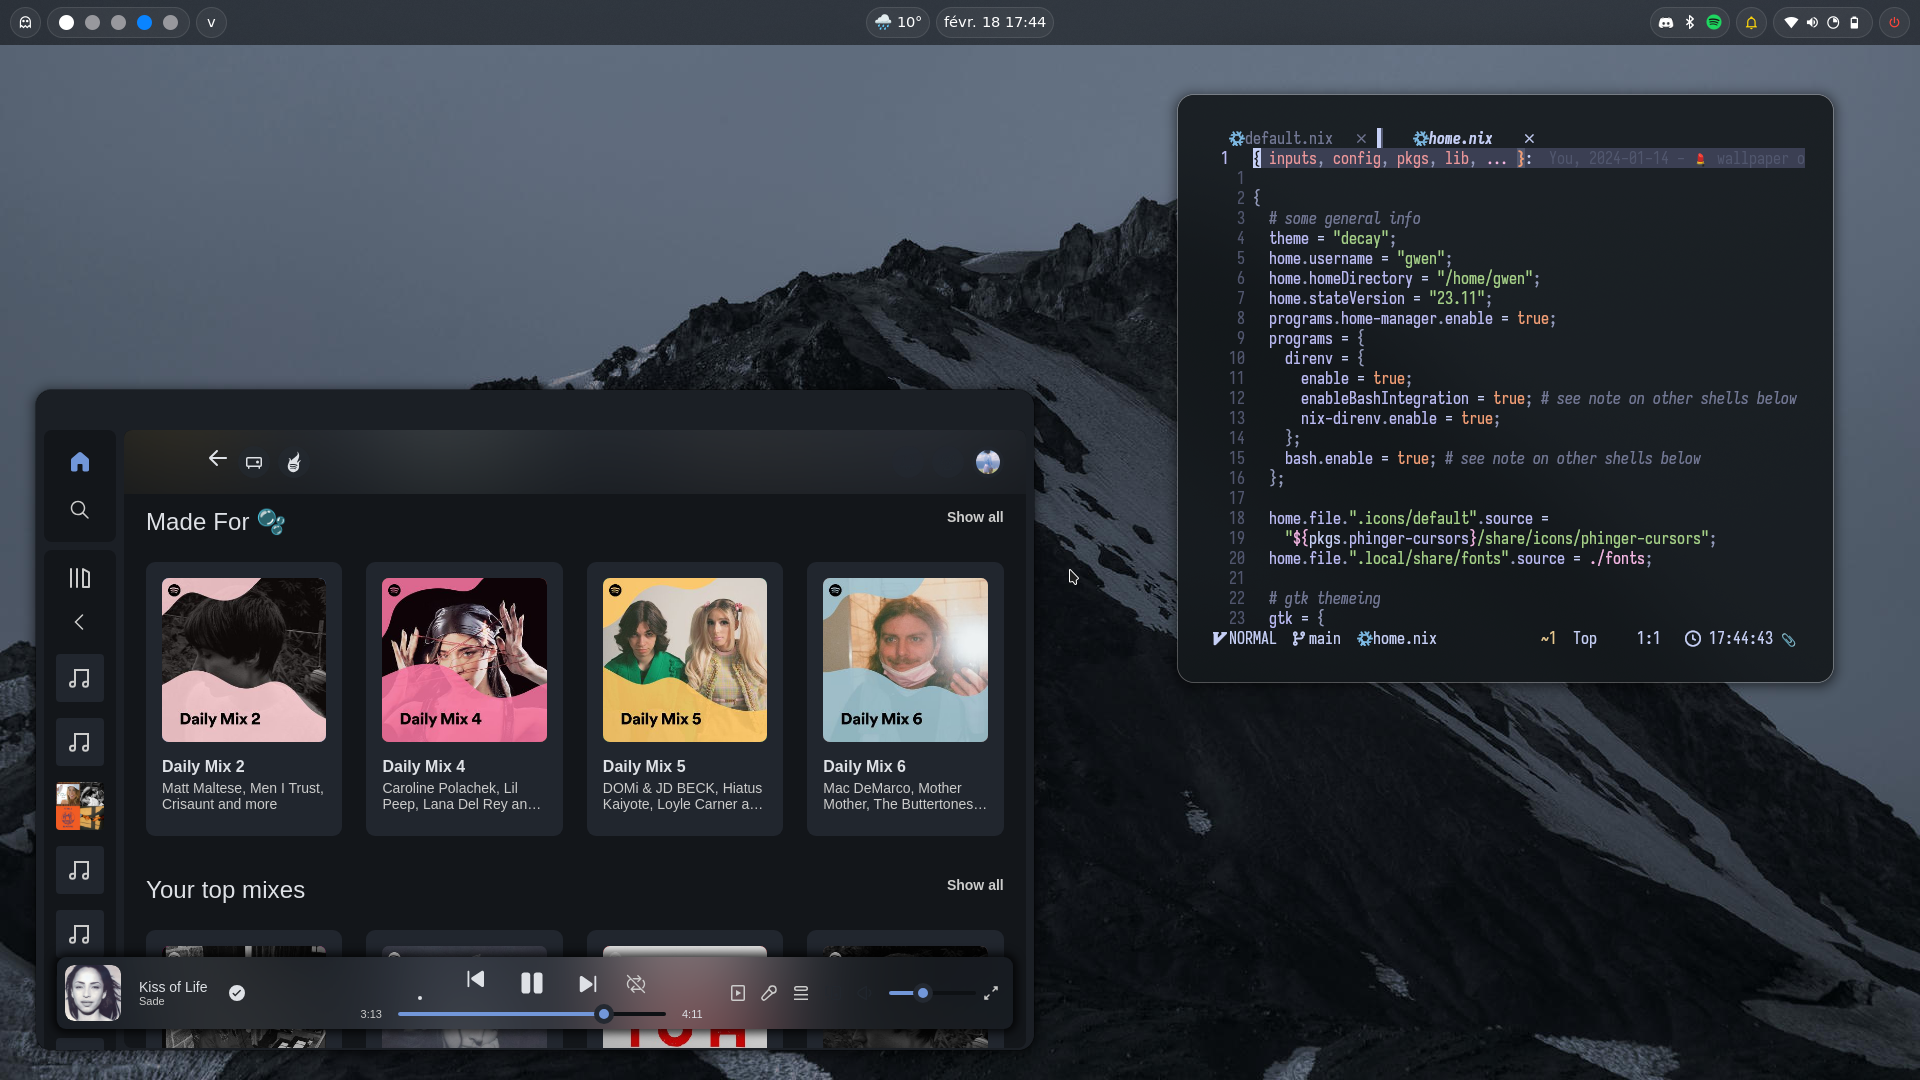 v
10°
févr. 18 17:44
default.nix
home.nix
1 { inputs, config, pkgs, lib, ... }: You, 2024-01-14 - 💄 wallpaper o
1
2 {
3 # some general info
4 theme = "decay";
5 home.username = "gwen";
6 home.homeDirectory = "/home/gwen";
7 home.stateVersion = "23.11";
8 programs.home-manager.enable = true;
9 programs = {
10 direnv = {
11 enable = true;
12 enableBashIntegration = true; # see note on other shells below
13 nix-direnv.enable = true;
14 };
15 bash.enable = true; # see note on other shells below
16 };
17
18 home.file.".icons/default".source =
19 "${pkgs.phinger-cursors}/share/icons/phinger-cursors";
20 home.file.".local/share/fonts".source = ./fonts;
21
22 # gtk themeing
23 gtk = {
NORMAL main home.nix ~1 Top 1:1 17:44:43
Made For 🫧
Show all
Daily Mix 2
Daily Mix 4
Daily Mix 5
Daily Mix 6
Daily Mix 2
Matt Maltese, Men I Trust,
Crisaunt and more
Daily Mix 4
Caroline Polachek, Lil
Peep, Lana Del Rey an…
Daily Mix 5
DOMi & JD BECK, Hiatus
Kaiyote, Loyle Carner a…
Daily Mix 6
Mac DeMarco, Mother
Mother, The Buttertones…
Your top mixes
Show all
Kiss of Life
Sade
3:13
4:11